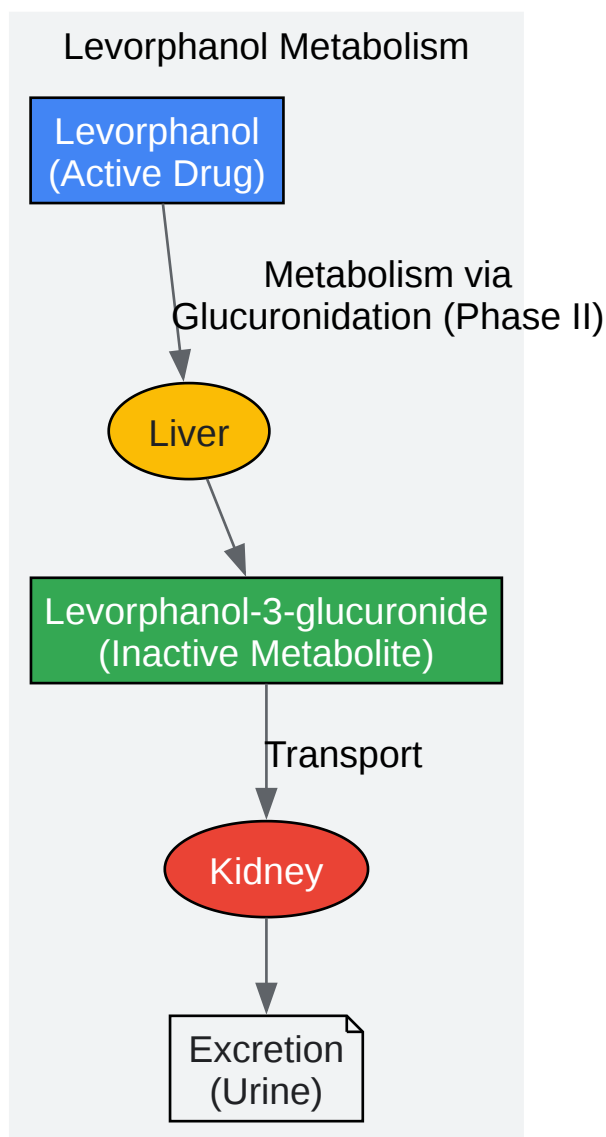 Levorphanol Metabolism
Levorphanol
(Active Drug)
Metabolism via
Glucuronidation (Phase II)
Liver
Levorphanol-3-glucuronide
(Inactive Metabolite)
Transport
Kidney
Excretion
(Urine)